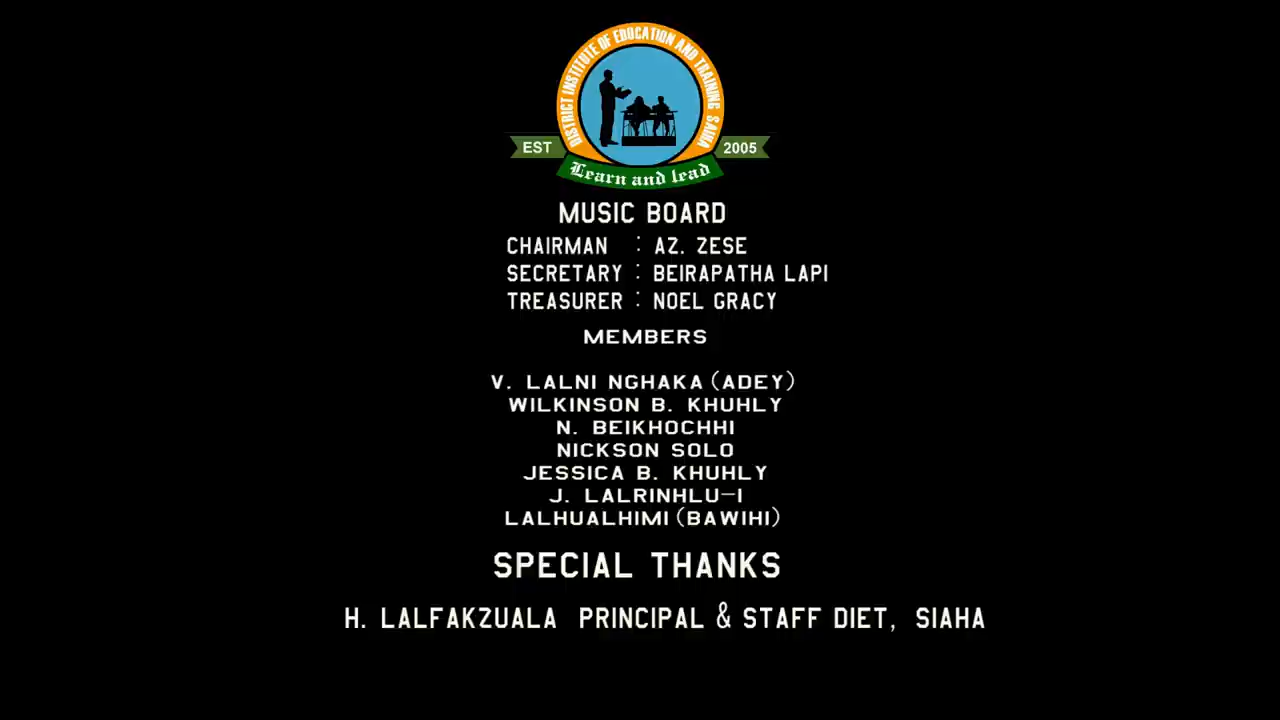 DISTRICT INSTITUTE OF EDUCATION AND TRAINING SAIHA
EST 2005
Learn and lead
MUSIC BOARD
CHAIRMAN : AZ. ZESE
SECRETARY : BEIRAPATHA LAPI
TREASURER : NOEL GRACY
MEMBERS
V. LALNI NGHAKA (ADEY)
WILKINSON B. KHUHLY
N. BEIKHOCHHI
NICKSON SOLO
JESSICA B. KHUHLY
J. LALRINHLU-I
LALHUALHIMI (BAWIHI)
SPECIAL THANKS
H. LALFAKZUALA PRINCIPAL & STAFF DIET, SIAHA